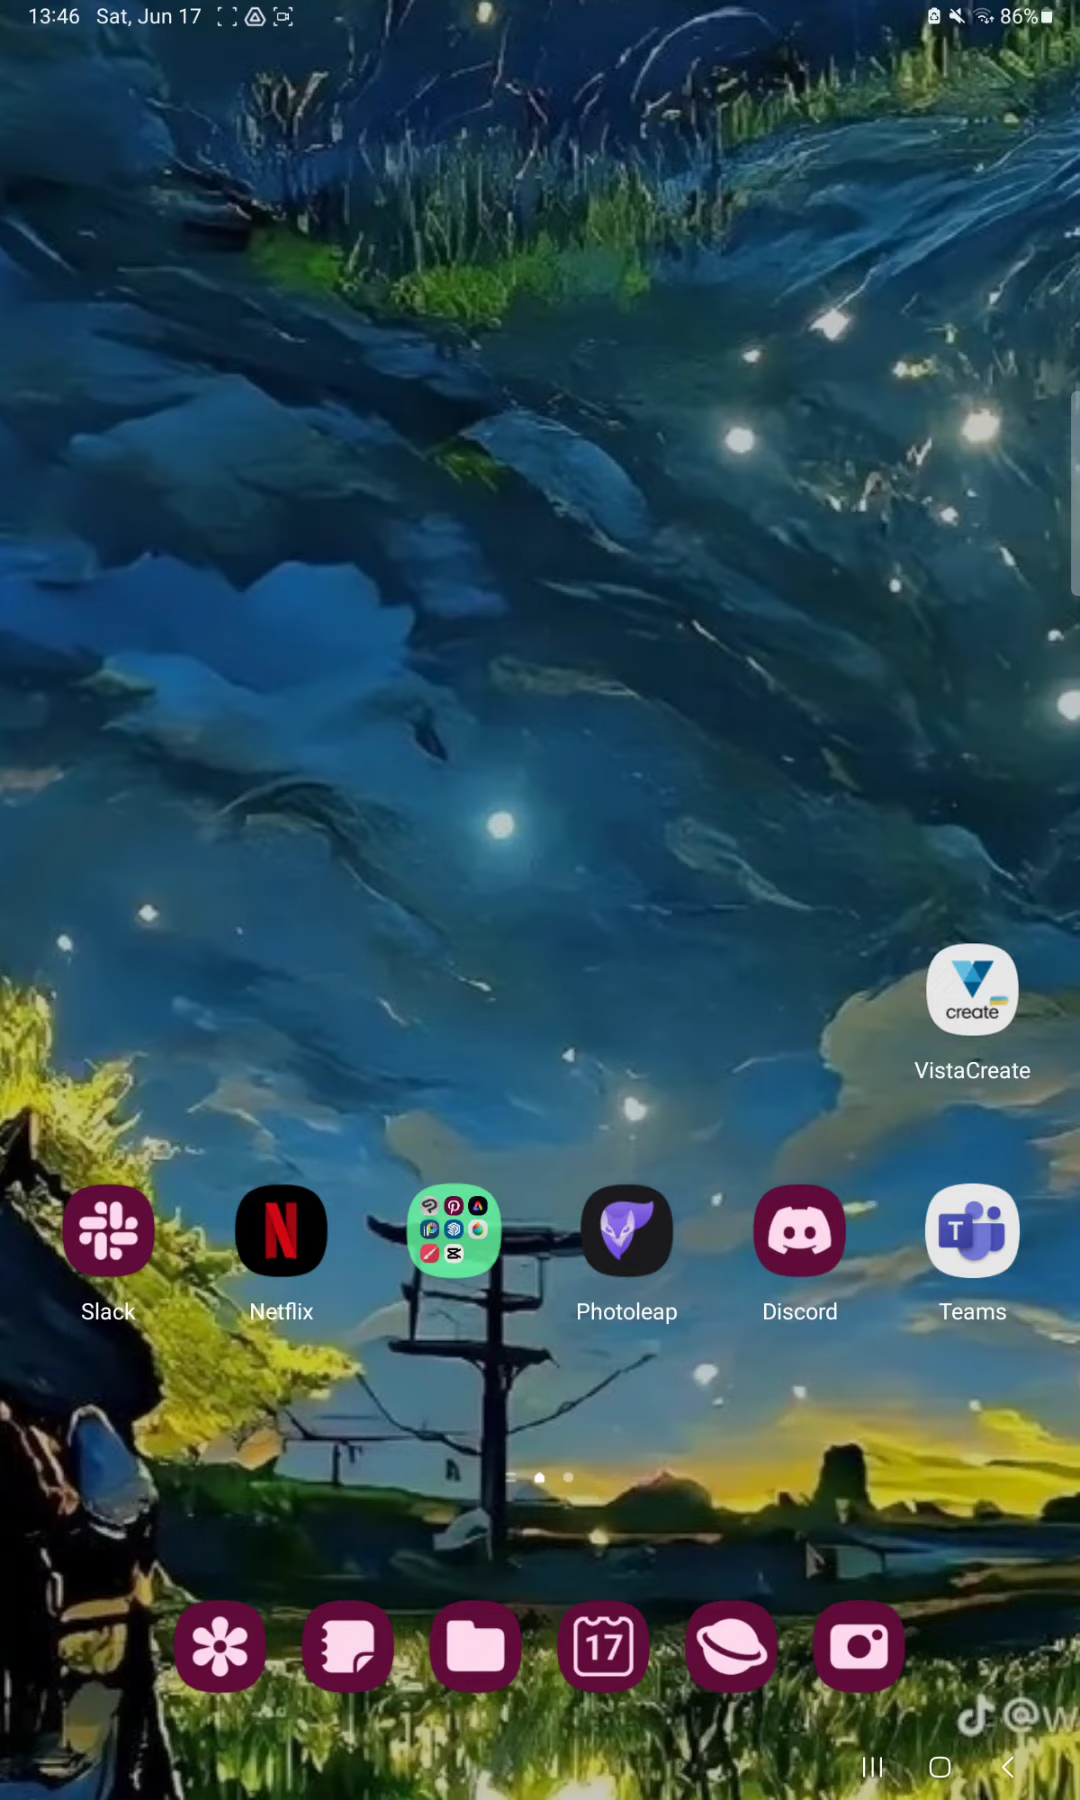 13:46 Sat, Jun 17 86%
create
VistaCreate
N
T
Slack Netflix Photoleap Discord Teams
17
@w